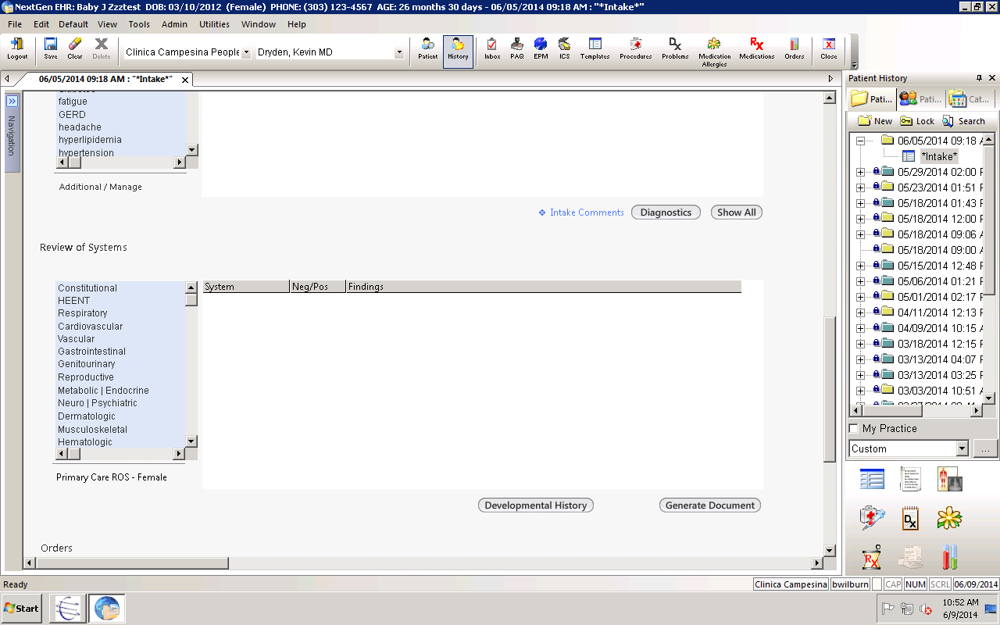 NextGen EHR: Baby J Zzztest DOB: 03/10/2012 (Female) PHONE: (303) 123-4567 AGE: 26 months 30 days - 06/05/2014 09:18 AM : "*Intake*"
File Edit Default View Tools Admin Utilities Window Help
Logout Save Clear Delete Clinica Campesina People Dryden, Kevin MD Patient History Inbox PAQ EPM ICS Templates Procedures Problems Medication Allergies Medications Orders Close
06/05/2014 09:18 AM : "*Intake*"
Navigation
fatigue
GERD
headache
hyperlipidemia
hypertension
Additional / Manage
Intake Comments Diagnostics Show All
Review of Systems
System Neg/Pos Findings
Constitutional
HEENT
Respiratory
Cardiovascular
Vascular
Gastrointestinal
Genitourinary
Reproductive
Metabolic | Endocrine
Neuro | Psychiatric
Dermatologic
Musculoskeletal
Hematologic
Primary Care ROS - Female
Developmental History Generate Document
Orders
Patient History
Pati... Pati... Cat...
New Lock Search
06/05/2014 09:18 A
*Intake*
05/29/2014 02:00 P
05/23/2014 01:51 P
05/18/2014 01:43 P
05/18/2014 12:00 P
05/18/2014 09:06 A
05/18/2014 09:00 A
05/15/2014 12:48 P
05/06/2014 01:21 P
05/01/2014 02:17 P
04/11/2014 12:13 P
04/09/2014 10:15 A
03/18/2014 12:15 P
03/13/2014 04:07 P
03/13/2014 03:25 P
03/03/2014 10:51 A
My Practice
Custom ...
Dx
Rx
Ready Clinica Campesina bwilburn CAP NUM SCRL 06/09/2014
Start 10:52 AM
6/9/2014